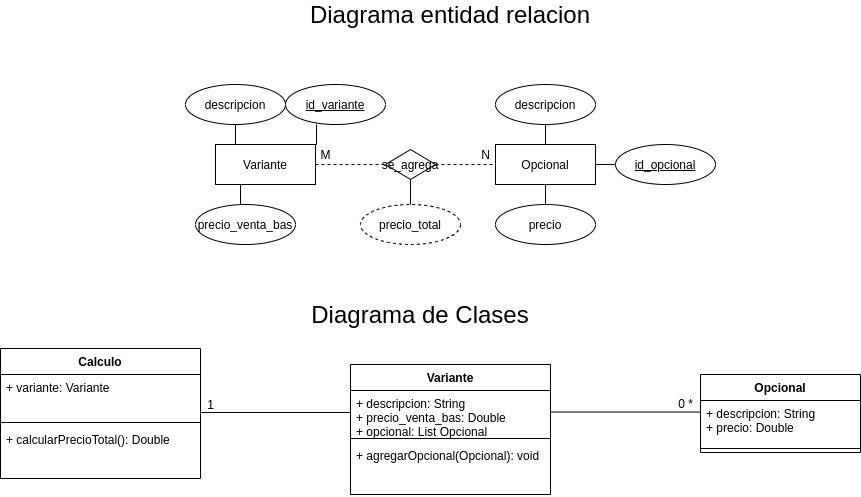 Diagrama entidad relacion
descripcion
id_variante
descripcion
Variante
M
se_agrega
N
Opcional
id_opcional
precio_venta_bas
precio_total
precio
Diagrama de Clases
Calculo
+ variante: Variante
+ calcularPrecioTotal(): Double
1
Variante
+ descripcion: String
+ precio_venta_bas: Double
+ opcional: List Opcional
+ agregarOpcional(Opcional): void
0 *
Opcional
+ descripcion: String
+ precio: Double